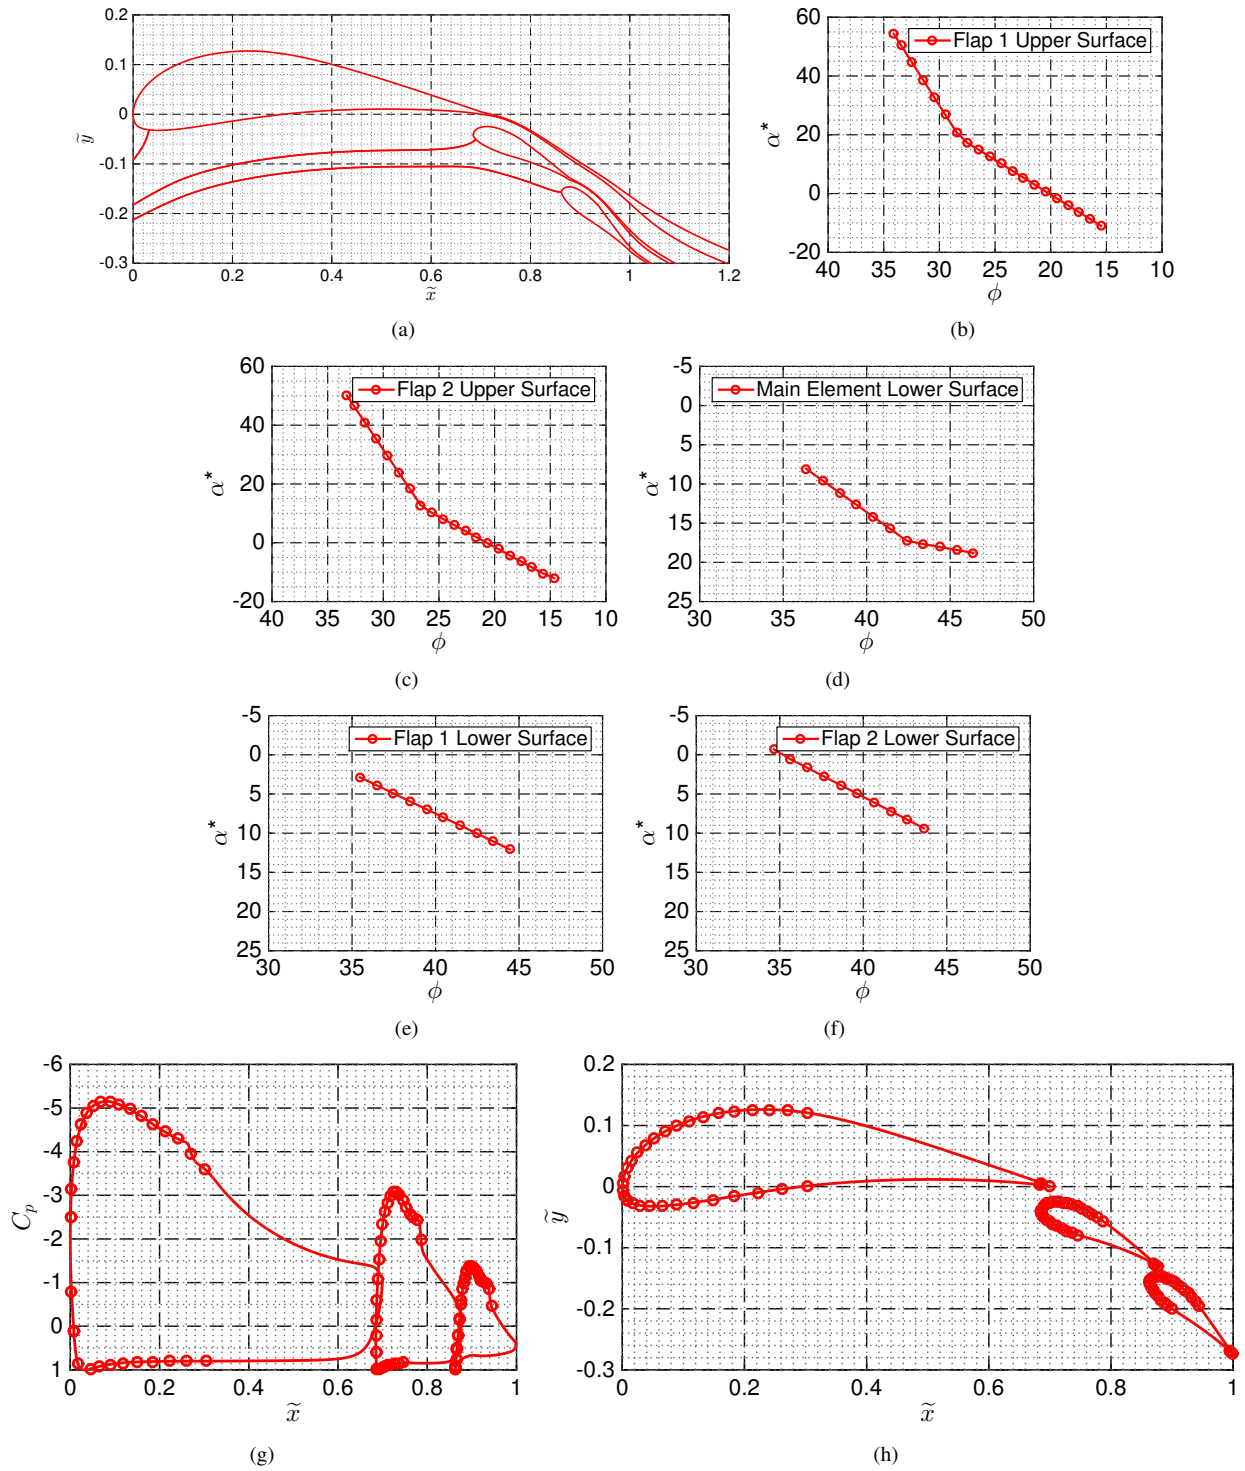 0.2
0.1
0
-0.1
-0.2
-0.3
ỹ
0 0.2 0.4 0.6 0.8 1 1.2
x̃
(a)
60
40
20
0
-20
α*
Flap 1 Upper Surface
40 35 30 25 20 15 10
ϕ
(b)
60
40
20
0
-20
α*
Flap 2 Upper Surface
40 35 30 25 20 15 10
ϕ
(c)
-5
0
5
10
15
20
25
α*
Main Element Lower Surface
30 35 40 45 50
ϕ
(d)
-5
0
5
10
15
20
25
α*
Flap 1 Lower Surface
30 35 40 45 50
ϕ
(e)
-5
0
5
10
15
20
25
α*
Flap 2 Lower Surface
30 35 40 45 50
ϕ
(f)
-6
-5
-4
-3
-2
-1
0
1
C_p
0 0.2 0.4 0.6 0.8 1
x̃
(g)
0.2
0.1
0
-0.1
-0.2
-0.3
ỹ
0 0.2 0.4 0.6 0.8 1
x̃
(h)